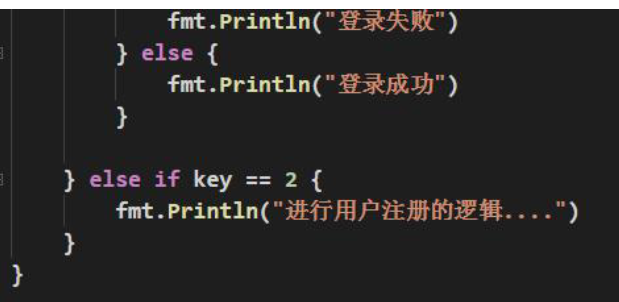 fmt.Println("登录失败")
} else {
fmt.Println("登录成功")
}
} else if key == 2 {
fmt.Println("进行用户注册的逻辑....")
}
}